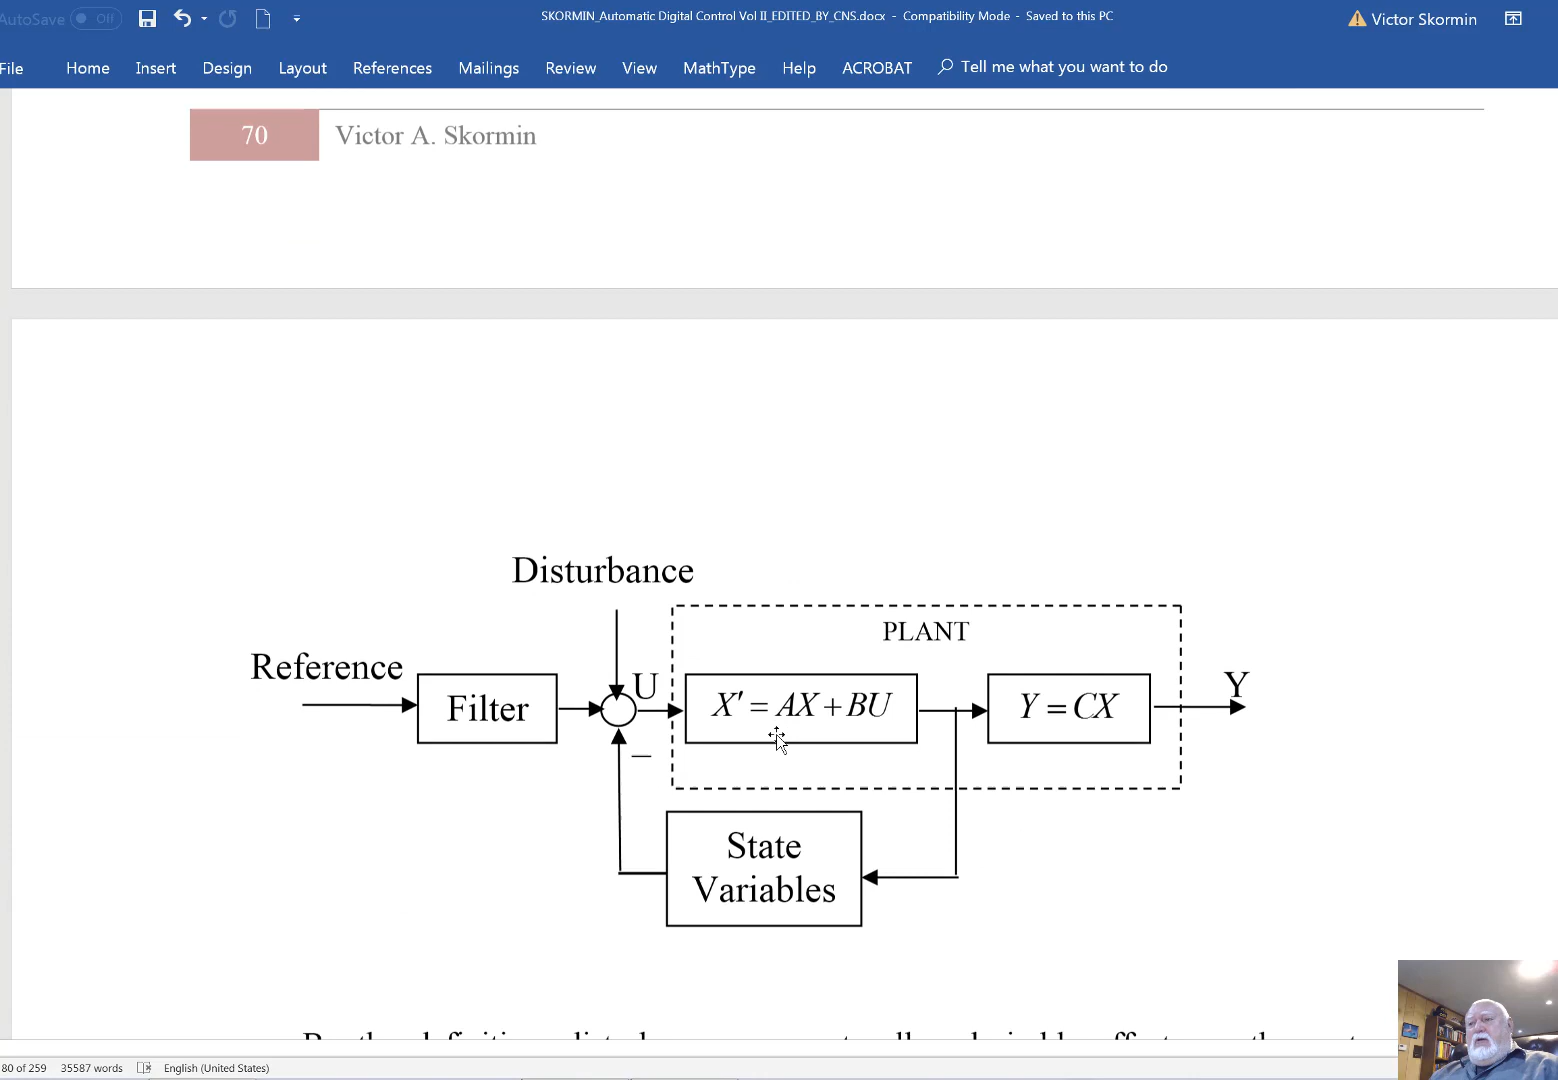 AutoSave Off SKORMIN_Automatic Digital Control Vol II_EDITED_BY_CNS.docx - Compatibility Mode - Saved to this PC Victor Skormin
File Home Insert Design Layout References Mailings Review View MathType Help ACROBAT Tell me what you want to do
70 Victor A. Skormin
Disturbance
PLANT
Reference
U
Y
Filter
X' = AX + BU
Y = CX
–
State
Variables
80 of 259 35587 words English (United States)